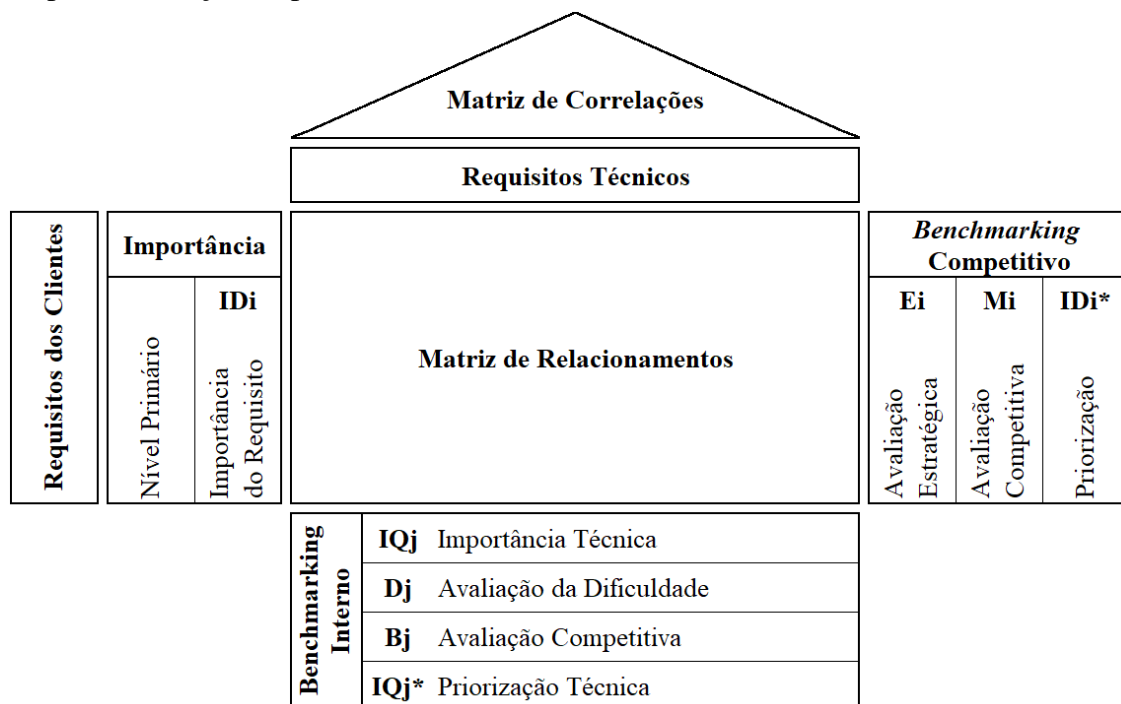 Matriz de Correlações
Requisitos Técnicos
Requisitos dos Clientes
Importância
Nível Primário
IDi
Importância
do Requisito
Matriz de Relacionamentos
Benchmarking
Competitivo
Ei
Mi
IDi*
Avaliação
Estratégica
Avaliação
Competitiva
Priorização
Benchmarking
Interno
IQj Importância Técnica
Dj Avaliação da Dificuldade
Bj Avaliação Competitiva
IQj* Priorização Técnica